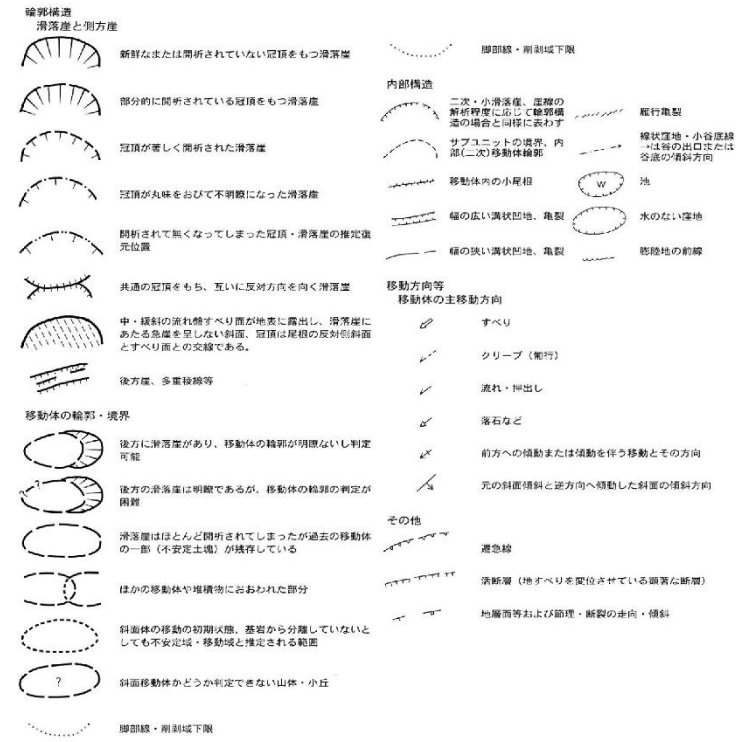 輪郭構造
滑落崖と側方崖
新鮮なまたは開析されていない冠頂をもつ滑落崖
部分的に開析されている冠頂をもつ滑落崖
冠頂が著しく開析された滑落崖
冠頂が丸味をおびて不明瞭になった滑落崖
開析されて無くなってしまった冠頂・滑落崖の推定復
元位置
共通の冠頂をもち、互いに反対方向を向く滑落崖
中・緩斜の流れ盤すべり面が地表に露出し、滑落崖に
あたる急崖を呈しない斜面、冠頂は尾根の反対側斜面
とすべり面との交線である。
後方崖、多重稜線等
移動体の輪郭・境界
後方に滑落崖があり、移動体の輪郭が明瞭ないし判定
可能
?
後方の滑落崖は明瞭であるが、移動体の輪郭の判定が
困難
滑落崖はほとんど開析されてしまったが過去の移動体
の一部（不安定土塊）が残存している
ほかの移動体や堆積物におおわれた部分
斜面体の移動の初期状態、基岩から分離していないと
しても不安定域・移動域と推定される範囲
?
斜面移動体かどうか判定できない山体・小丘
脚部線・削剥域下限
脚部線・削剥域下限
内部構造
二次・小滑落崖、崖線の
解析程度に応じて輪郭構
造の場合と同様に表わす
サブユニットの境界、内
部(二次)移動体輪郭
移動体内の小尾根
幅の広い溝状凹地、亀裂
幅の狭い溝状凹地、亀裂
雁行亀裂
線状窪地・小谷底線
→は谷の出口または
谷底の傾斜方向
W
池
水のない窪地
膨陸地の前線
移動方向等
移動体の主移動方向
すべり
クリープ（匍行）
流れ・押出し
落石など
前方への傾動または傾動を伴う移動とその方向
元の斜面傾斜と逆方向へ傾動した斜面の傾斜方向
その他
遷急線
活断層（地すべりを変位させている顕著な断層）
地層面等および節理・断裂の走向・傾斜